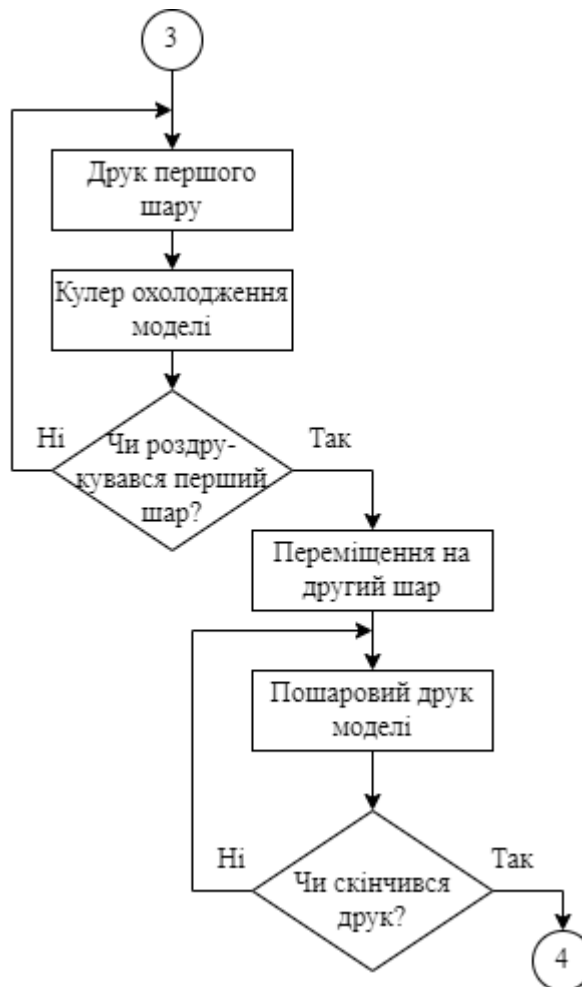 3
Друк першого
шару
Кулер охолодження
моделі
Ні
Так
Чи роздру-
кувався перший
шар?
Переміщення на
другий шар
Пошаровий друк
моделі
Ні
Так
Чи скінчився
друк?
4